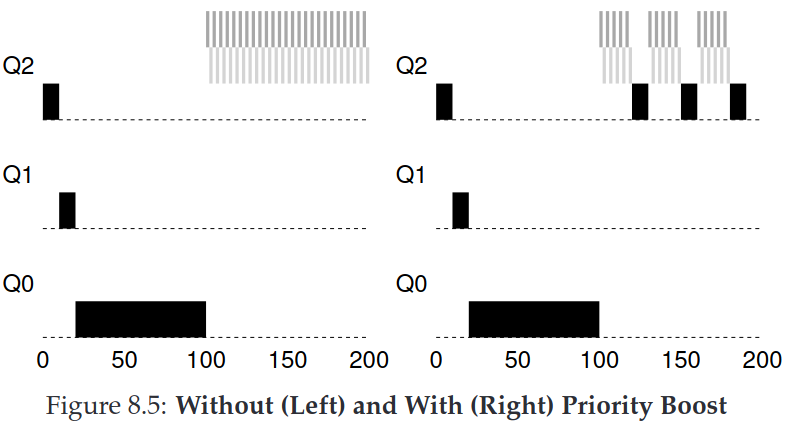 Q2 Q2
Q1 Q1
Q0 Q0
0 50 100 150 200 0 50 100 150 200
Figure 8.5: Without (Left) and With (Right) Priority Boost